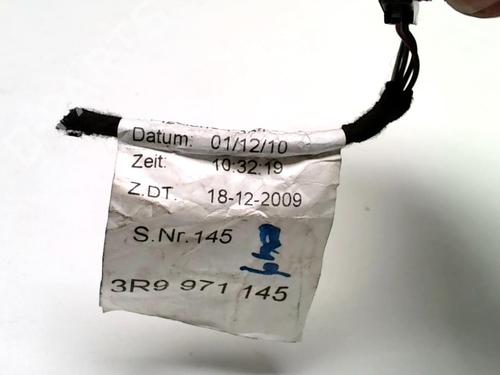 Datum: 01/12/10
Zeit: 10:32:19
Z.DT. 18-12-2009
S.Nr. 145
3R9 971 145